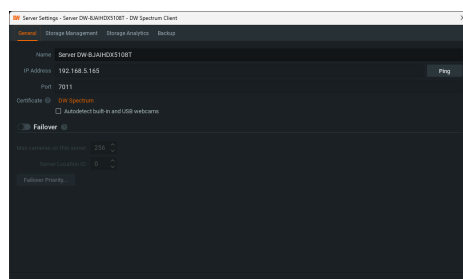 DW Server Settings - Server DW-BJAIHDX5108T - DW Spectrum Client
General Storage Management Storage Analytics Backup
Name Server DW-BJAIHDX5108T
IP Address 192.168.5.165 Ping
Port 7011
Certificate DW Spectrum
Autodetect built-in and USB webcams
Failover
Max cameras on this server: 256
Server Location ID: 0
Failover Priority...